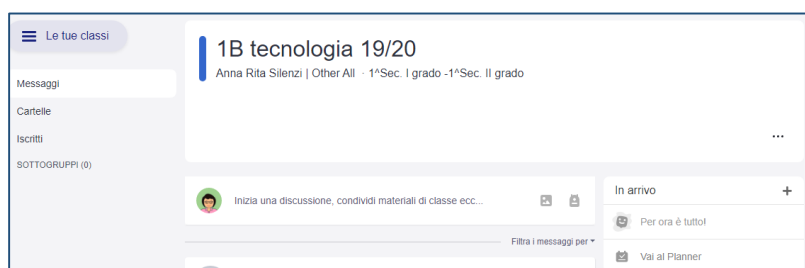 Le tue classi
Messaggi
Cartelle
Iscritti
SOTTOGRUPPI (0)
1B tecnologia 19/20
Anna Rita Silenzi | Other All · 1^Sec. I grado -1^Sec. II grado
Inizia una discussione, condividi materiali di classe ecc...
Filtra i messaggi per
In arrivo
Per ora è tutto!
Vai al Planner